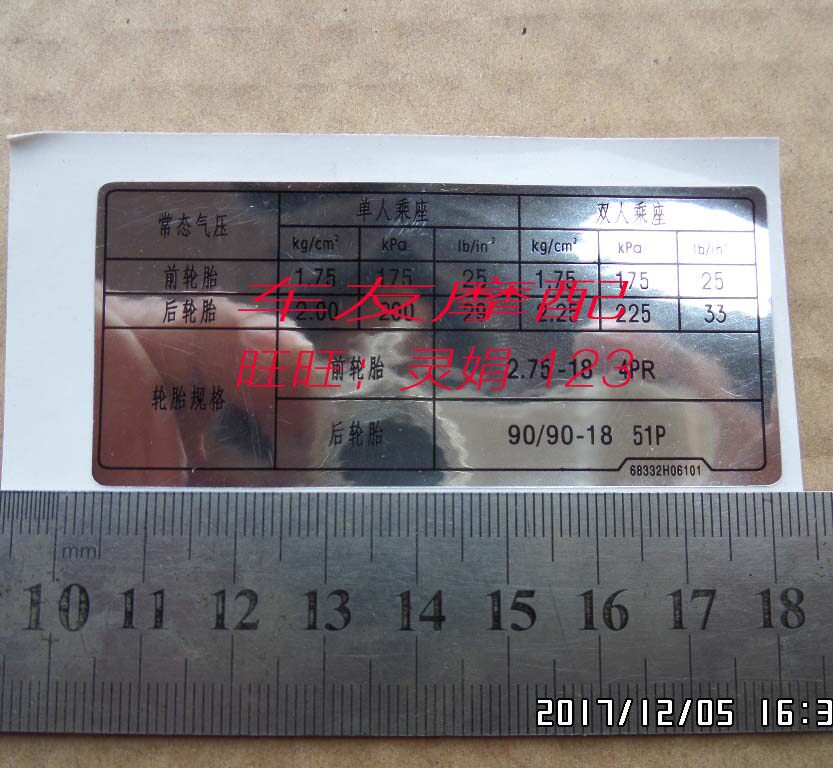 常态气压 单人乘座 双人乘座
kg/cm² kPa lb/in² kg/cm² kPa lb/in²
前轮胎 1.75 175 25 1.75 175 25
后轮胎 2.00 200 29 2.25 225 33
车友摩配
旺旺; 灵娟123
轮胎规格 前轮胎 2.75-18 4PR
后轮胎 90/90-18 51P
68332H06101
mm
10 11 12 13 14 15 16 17 18
2017/12/05 16:3